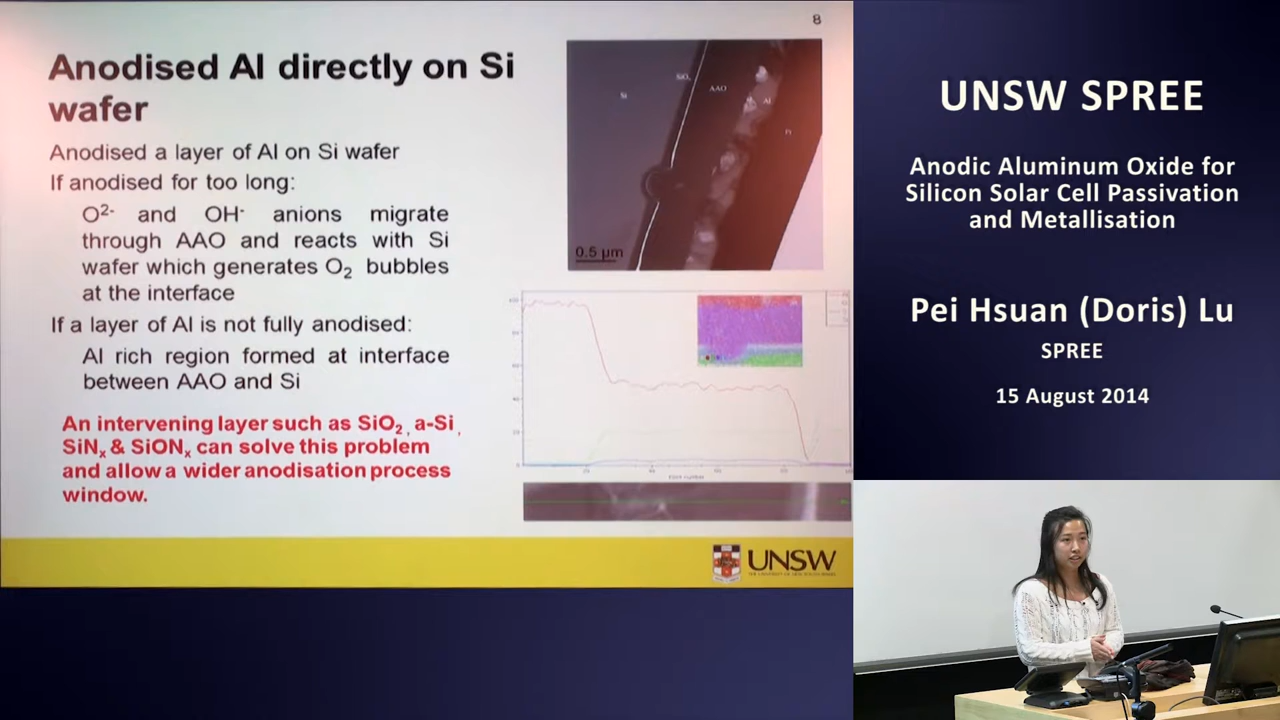 8
Anodised Al directly on Si
wafer
Anodised a layer of Al on Si wafer
If anodised for too long:
O²⁻ and OH⁻ anions migrate
through AAO and reacts with Si
wafer which generates O₂ bubbles
at the interface
If a layer of Al is not fully anodised:
Al rich region formed at interface
between AAO and Si
An intervening layer such as SiO₂, a-Si,
SiNₓ & SiONₓ can solve this problem
and allow a wider anodisation process
window.
Si
SiOₓ
AAO
Al
Pt
0.5 µm
UNSW
UNSW SPREE
Anodic Aluminum Oxide for
Silicon Solar Cell Passivation
and Metallisation
Pei Hsuan (Doris) Lu
SPREE
15 August 2014